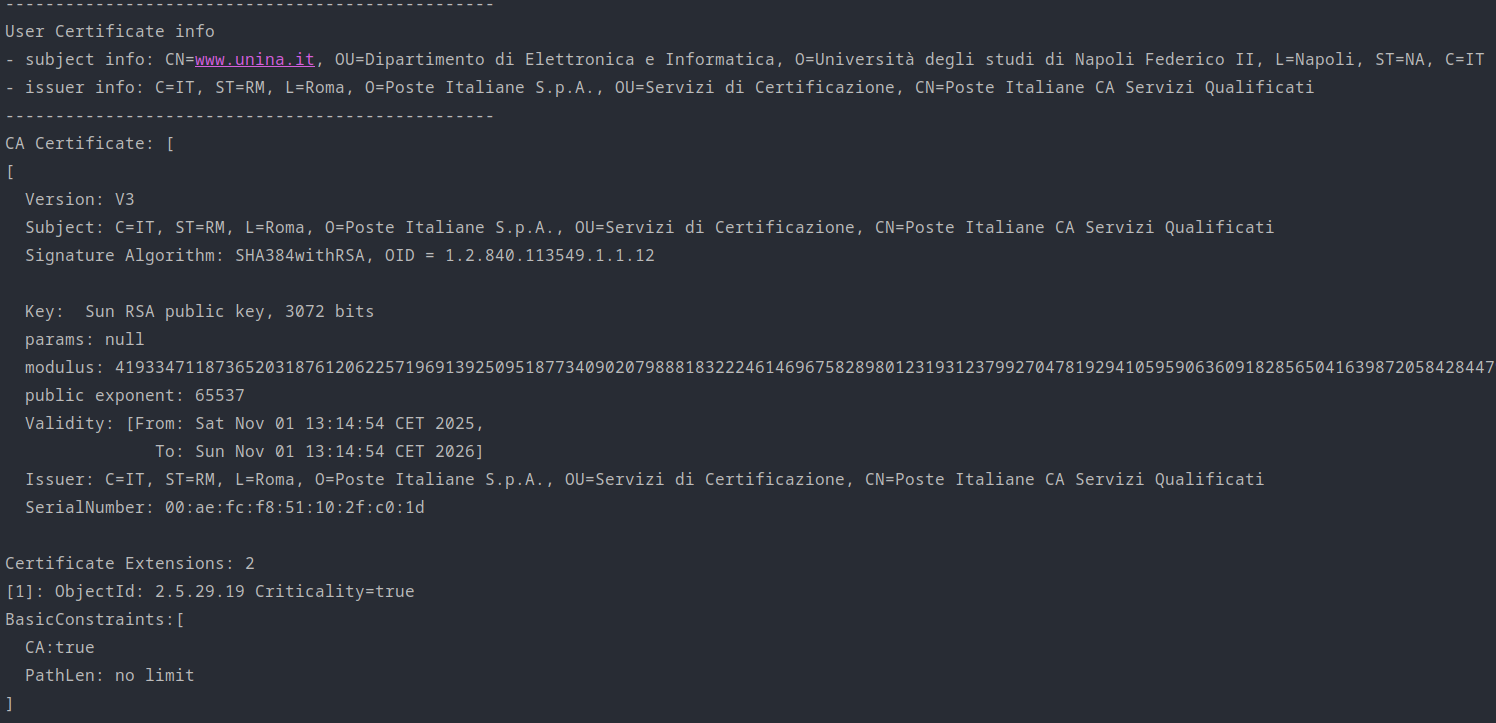 -------------------------------------------------
User Certificate info
- subject info: CN=www.unina.it, OU=Dipartimento di Elettronica e Informatica, O=Università degli studi di Napoli Federico II, L=Napoli, ST=NA, C=IT
- issuer info: C=IT, ST=RM, L=Roma, O=Poste Italiane S.p.A., OU=Servizi di Certificazione, CN=Poste Italiane CA Servizi Qualificati
-------------------------------------------------
CA Certificate: [
[
  Version: V3
  Subject: C=IT, ST=RM, L=Roma, O=Poste Italiane S.p.A., OU=Servizi di Certificazione, CN=Poste Italiane CA Servizi Qualificati
  Signature Algorithm: SHA384withRSA, OID = 1.2.840.113549.1.1.12
  Key:  Sun RSA public key, 3072 bits
  params: null
  modulus: 419334711873652031876120622571969139250951877340902079888183222461469675828980123193123799270478192941059590636091828565041639872058428447
  public exponent: 65537
  Validity: [From: Sat Nov 01 13:14:54 CET 2025,
               To: Sun Nov 01 13:14:54 CET 2026]
  Issuer: C=IT, ST=RM, L=Roma, O=Poste Italiane S.p.A., OU=Servizi di Certificazione, CN=Poste Italiane CA Servizi Qualificati
  SerialNumber: 00:ae:fc:f8:51:10:2f:c0:1d
Certificate Extensions: 2
[1]: ObjectId: 2.5.29.19 Criticality=true
BasicConstraints:[
  CA:true
  PathLen: no limit
]